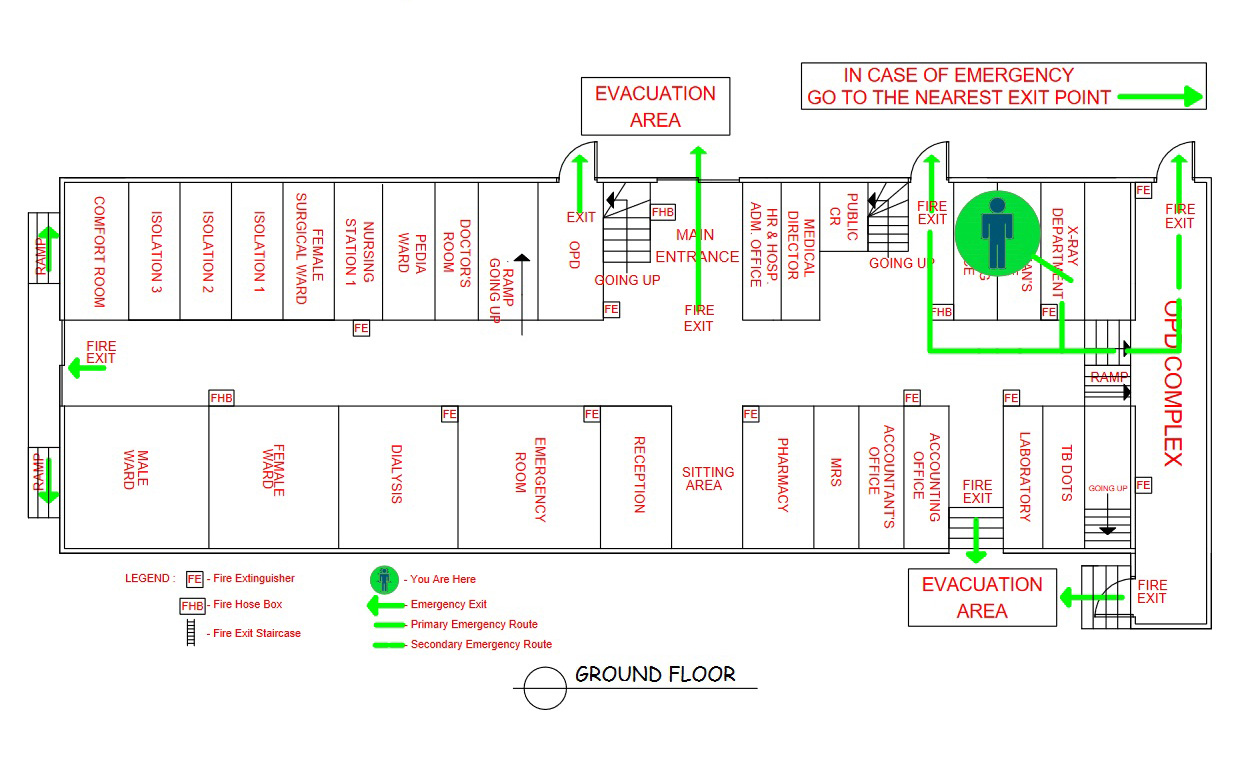 IN CASE OF EMERGENCY
GO TO THE NEAREST EXIT POINT
EVACUATION
AREA
COMFORT ROOM
ISOLATION 3
ISOLATION 2
ISOLATION 1
FEMALE
SURGICAL WARD
NURSING
STATION 1
PEDIA
WARD
DOCTOR'S
ROOM
RAMP
GOING UP
EXIT
OPD
GOING UP
FHB
FE
MAIN
ENTRANCE
FIRE
EXIT
HR & HOSP.
ADM. OFFICE
MEDICAL
DIRECTOR
PUBLIC
CR
GOING UP
FIRE
EXIT
FHB
X-RAY
DEPARTMENT
FE
FE
FIRE
EXIT
OPD COMPLEX
RAMP
FE
FIRE
EXIT
RAMP
RAMP
FHB
FE
FE
FE
FE
FE
MALE
WARD
FEMALE
WARD
DIALYSIS
EMERGENCY
ROOM
RECEPTION
SITTING
AREA
PHARMACY
MRS
ACCOUNTANT'S
OFFICE
ACCOUNTING
OFFICE
FIRE
EXIT
LABORATORY
TB DOTS
GOING UP
FE
EVACUATION
AREA
FIRE
EXIT
LEGEND :
FE - Fire Extinguisher
FHB - Fire Hose Box
- Fire Exit Staircase
- You Are Here
- Emergency Exit
- Primary Emergency Route
- Secondary Emergency Route
GROUND FLOOR